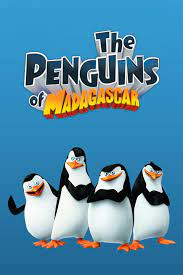 The
PENGUINS
of MADAGASCAR